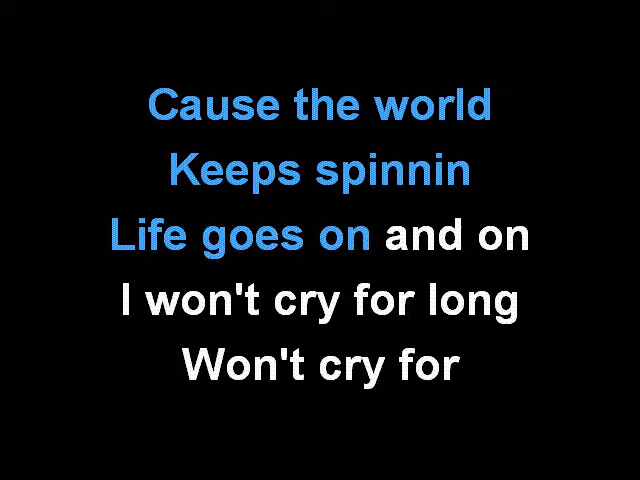 Cause the world
Keeps spinnin
Life goes on and on
I won't cry for long
Won't cry for